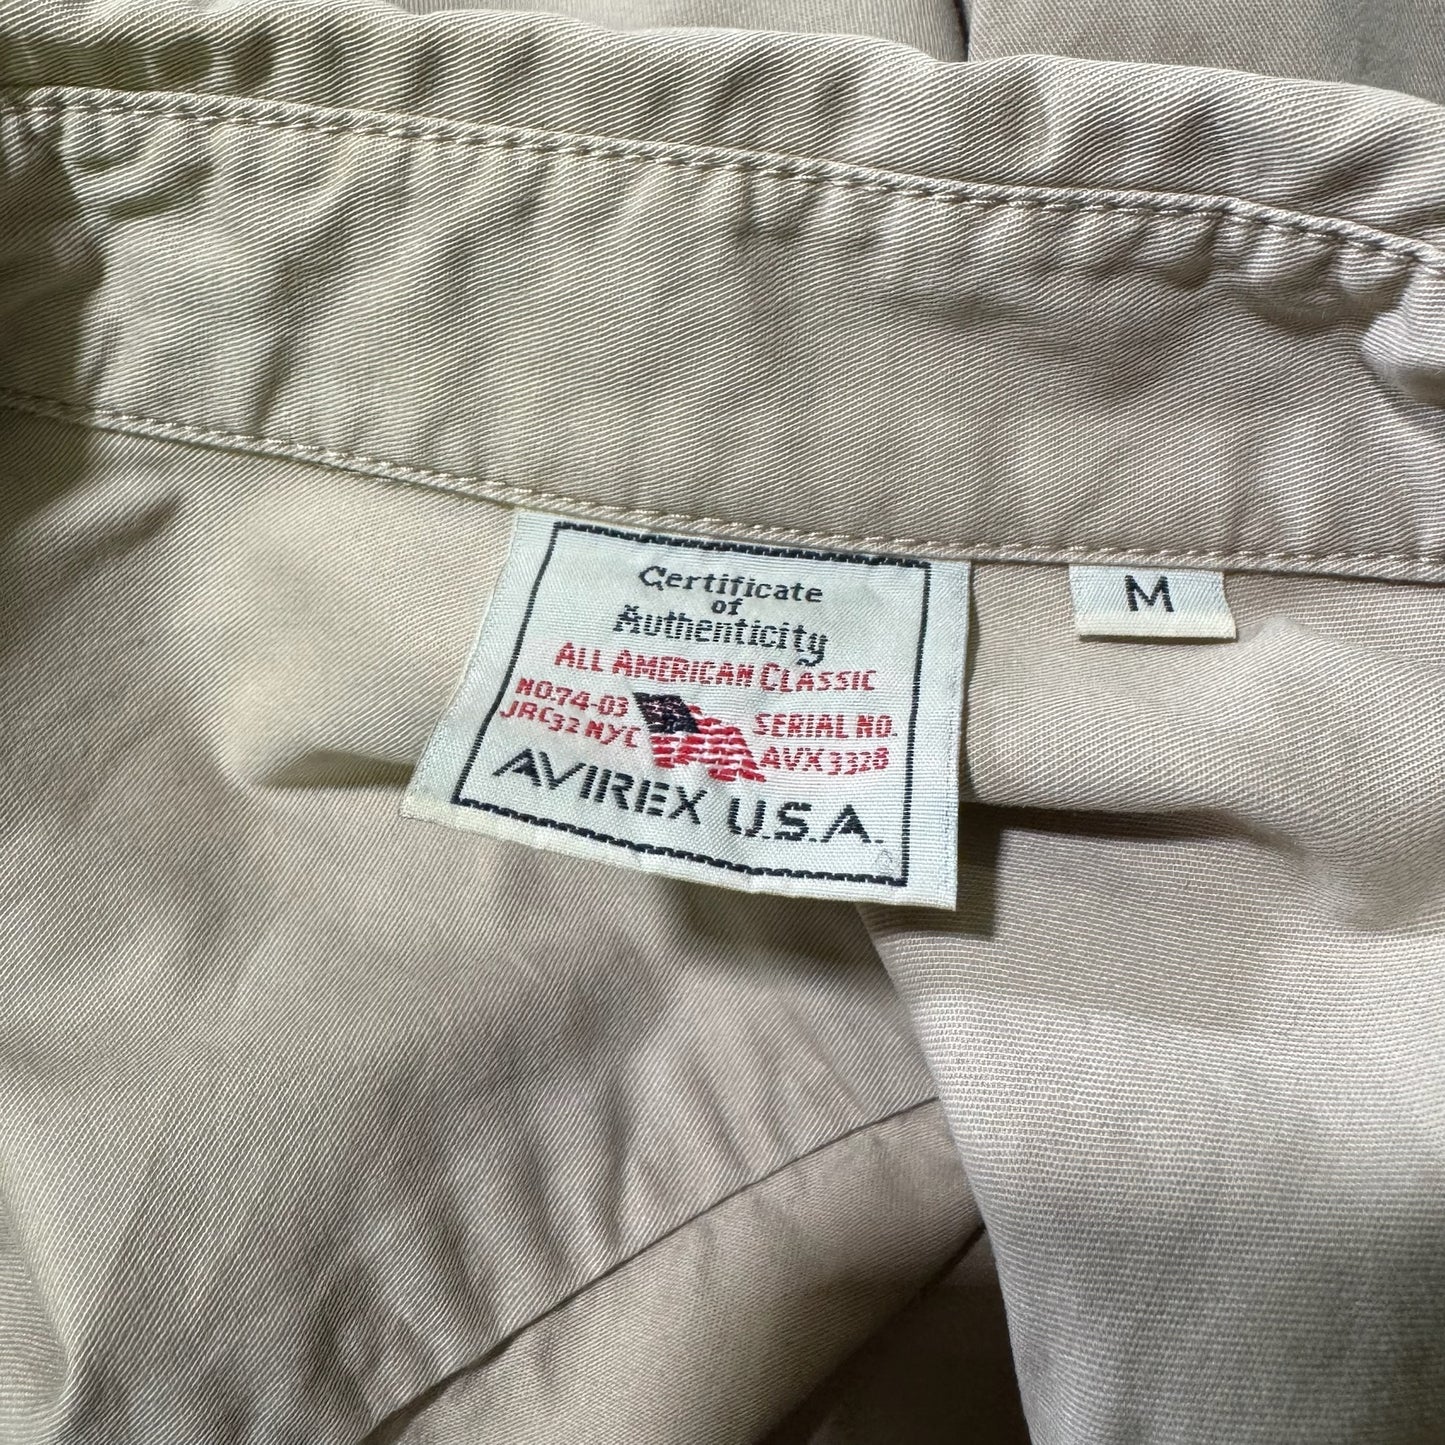 Certificate
of
Authenticity
ALL AMERICAN CLASSIC
NO.74-03
JRC32 NYC
SERIAL NO.
AVX3328
AVIREX U.S.A.
M